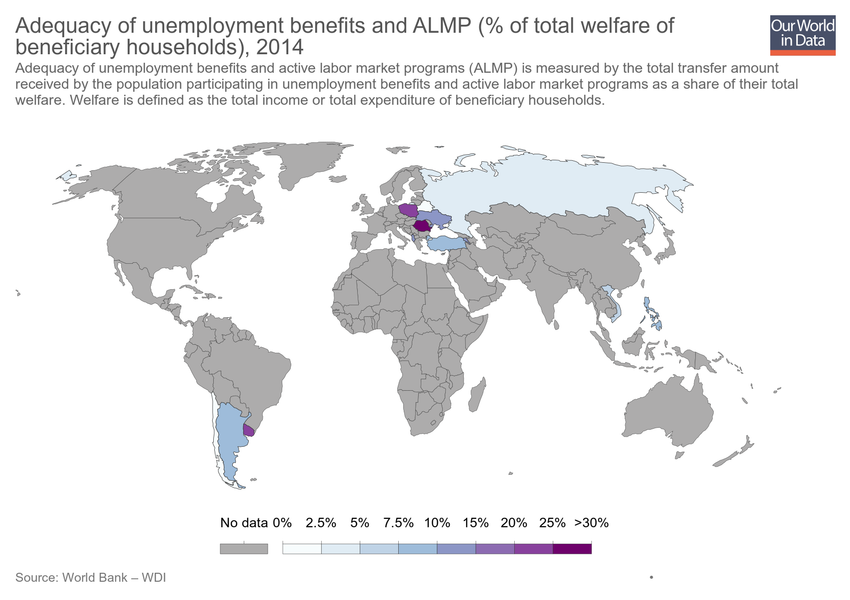 Adequacy of unemployment benefits and ALMP (% of total welfare of
beneficiary households), 2014
Our World
in Data
Adequacy of unemployment benefits and active labor market programs (ALMP) is measured by the total transfer amount
received by the population participating in unemployment benefits and active labor market programs as a share of their total
welfare. Welfare is defined as the total income or total expenditure of beneficiary households.
No data 0% 2.5% 5% 7.5% 10% 15% 20% 25% >30%
Source: World Bank – WDI